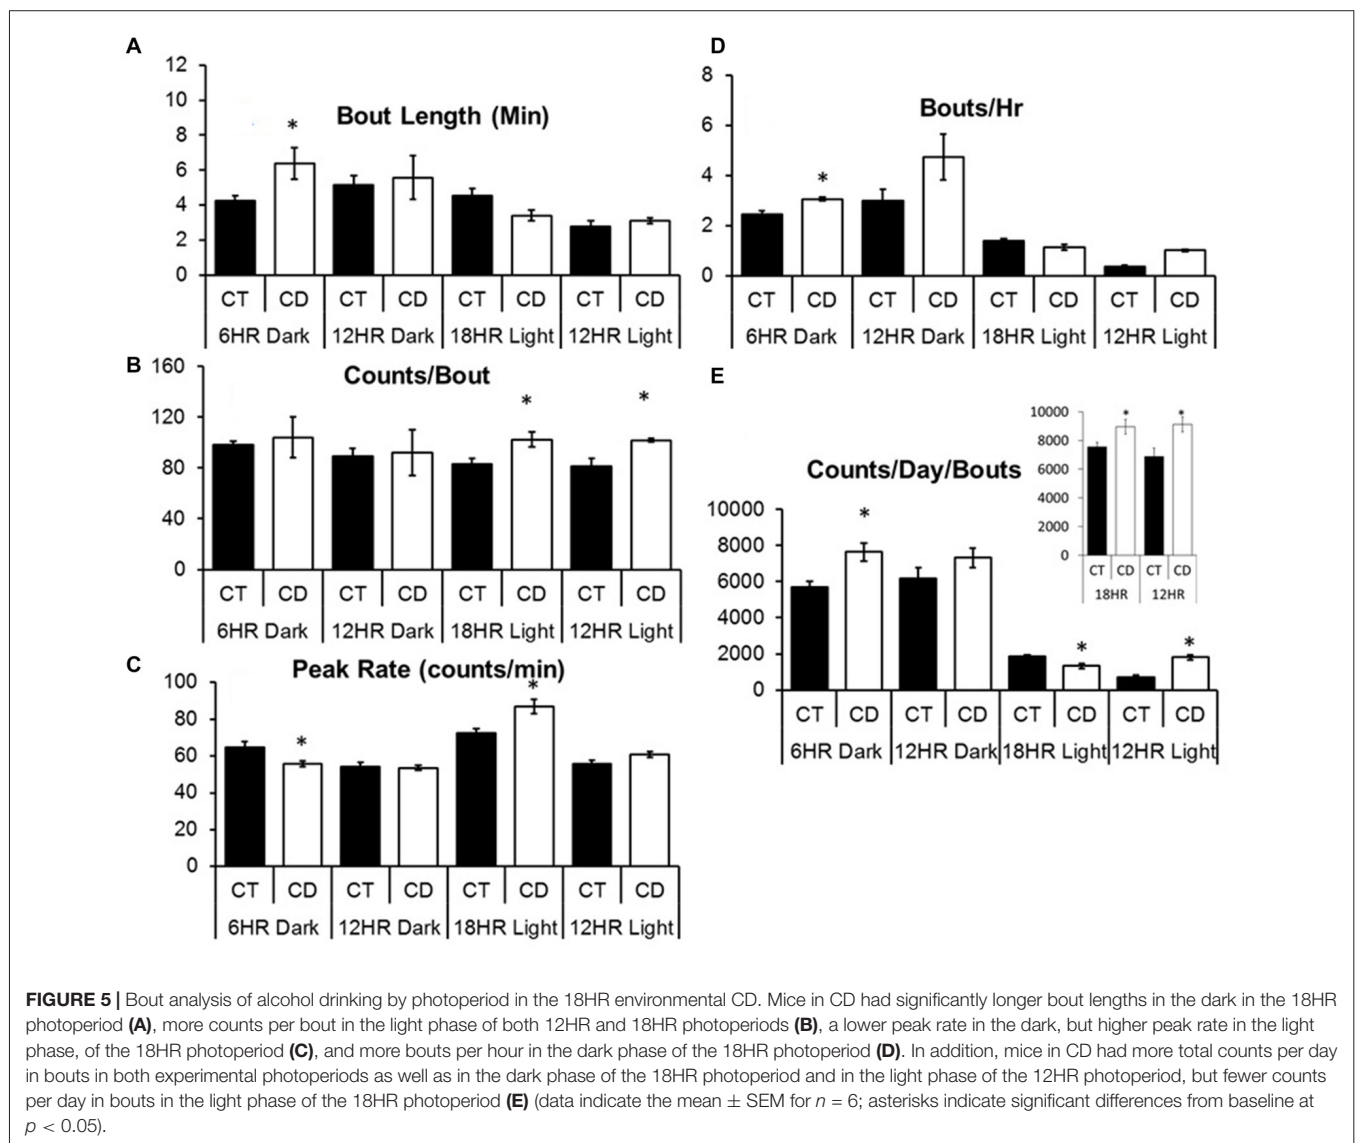 A
Bout Length (Min)
12
10
8
6
4
2
0
*
CT CD CT CD CT CD CT CD
6HR Dark 12HR Dark 18HR Light 12HR Light
B
Counts/Bout
160
120
80
40
0
* *
CT CD CT CD CT CD CT CD
6HR Dark 12HR Dark 18HR Light 12HR Light
C
Peak Rate (counts/min)
100
80
60
40
20
0
* *
CT CD CT CD CT CD CT CD
6HR Dark 12HR Dark 18HR Light 12HR Light
D
Bouts/Hr
8
6
4
2
0
*
CT CD CT CD CT CD CT CD
6HR Dark 12HR Dark 18HR Light 12HR Light
E
Counts/Day/Bouts
10000
8000
6000
4000
2000
0
* * *
CT CD CT CD CT CD CT CD
6HR Dark 12HR Dark 18HR Light 12HR Light
10000
8000
6000
4000
2000
0
* *
CT CD CT CD
18HR 12HR
FIGURE 5 | Bout analysis of alcohol drinking by photoperiod in the 18HR environmental CD. Mice in CD had significantly longer bout lengths in the dark in the 18HR
photoperiod (A), more counts per bout in the light phase of both 12HR and 18HR photoperiods (B), a lower peak rate in the dark, but higher peak rate in the light
phase, of the 18HR photoperiod (C), and more bouts per hour in the dark phase of the 18HR photoperiod (D). In addition, mice in CD had more total counts per day
in bouts in both experimental photoperiods as well as in the dark phase of the 18HR photoperiod and in the light phase of the 12HR photoperiod, but fewer counts
per day in bouts in the light phase of the 18HR photoperiod (E) (data indicate the mean ± SEM for n = 6; asterisks indicate significant differences from baseline at
p < 0.05).